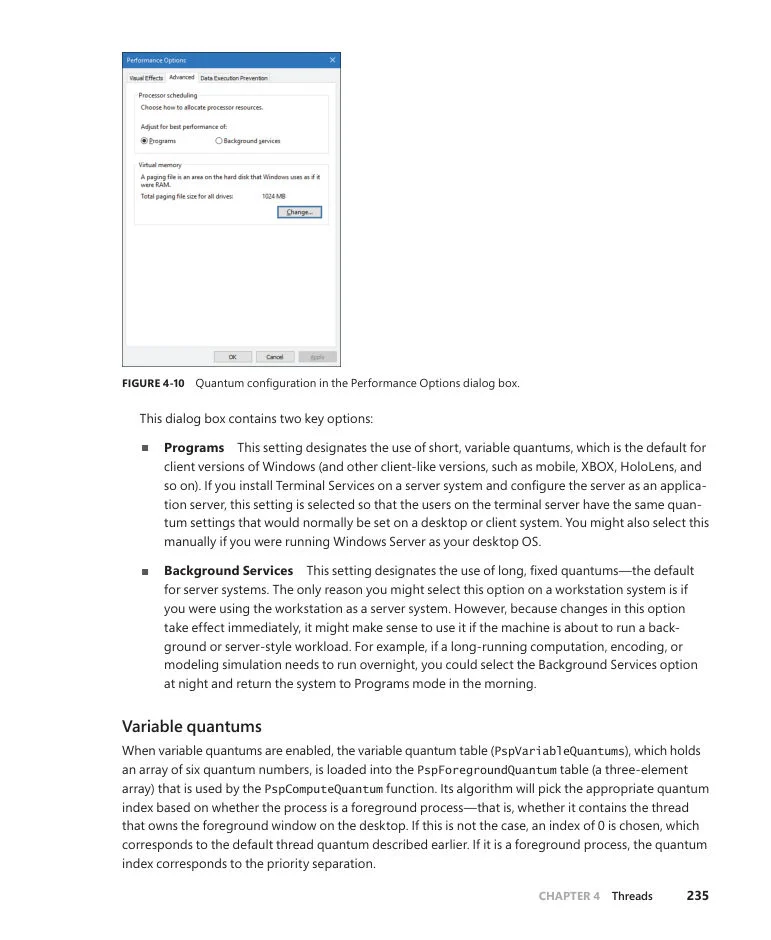 Performance Options
Visual Effects Advanced Data Execution Prevention
Processor scheduling
Choose how to allocate processor resources.
Adjust for best performance of:
Programs Background services
Virtual memory
A paging file is an area on the hard disk that Windows uses as if it
were RAM.
Total paging file size for all drives: 1024 MB
Change...
OK Cancel Apply
FIGURE 4-10 Quantum configuration in the Performance Options dialog box.
This dialog box contains two key options:
■ Programs This setting designates the use of short, variable quantums, which is the default for
client versions of Windows (and other client-like versions, such as mobile, XBOX, HoloLens, and
so on). If you install Terminal Services on a server system and configure the server as an applica-
tion server, this setting is selected so that the users on the terminal server have the same quan-
tum settings that would normally be set on a desktop or client system. You might also select this
manually if you were running Windows Server as your desktop OS.
■ Background Services This setting designates the use of long, fixed quantums—the default
for server systems. The only reason you might select this option on a workstation system is if
you were using the workstation as a server system. However, because changes in this option
take effect immediately, it might make sense to use it if the machine is about to run a back-
ground or server-style workload. For example, if a long-running computation, encoding, or
modeling simulation needs to run overnight, you could select the Background Services option
at night and return the system to Programs mode in the morning.
Variable quantums
When variable quantums are enabled, the variable quantum table (PspVariableQuantums), which holds
an array of six quantum numbers, is loaded into the PspForegroundQuantum table (a three-element
array) that is used by the PspComputeQuantum function. Its algorithm will pick the appropriate quantum
index based on whether the process is a foreground process—that is, whether it contains the thread
that owns the foreground window on the desktop. If this is not the case, an index of 0 is chosen, which
corresponds to the default thread quantum described earlier. If it is a foreground process, the quantum
index corresponds to the priority separation.
CHAPTER 4 Threads 235